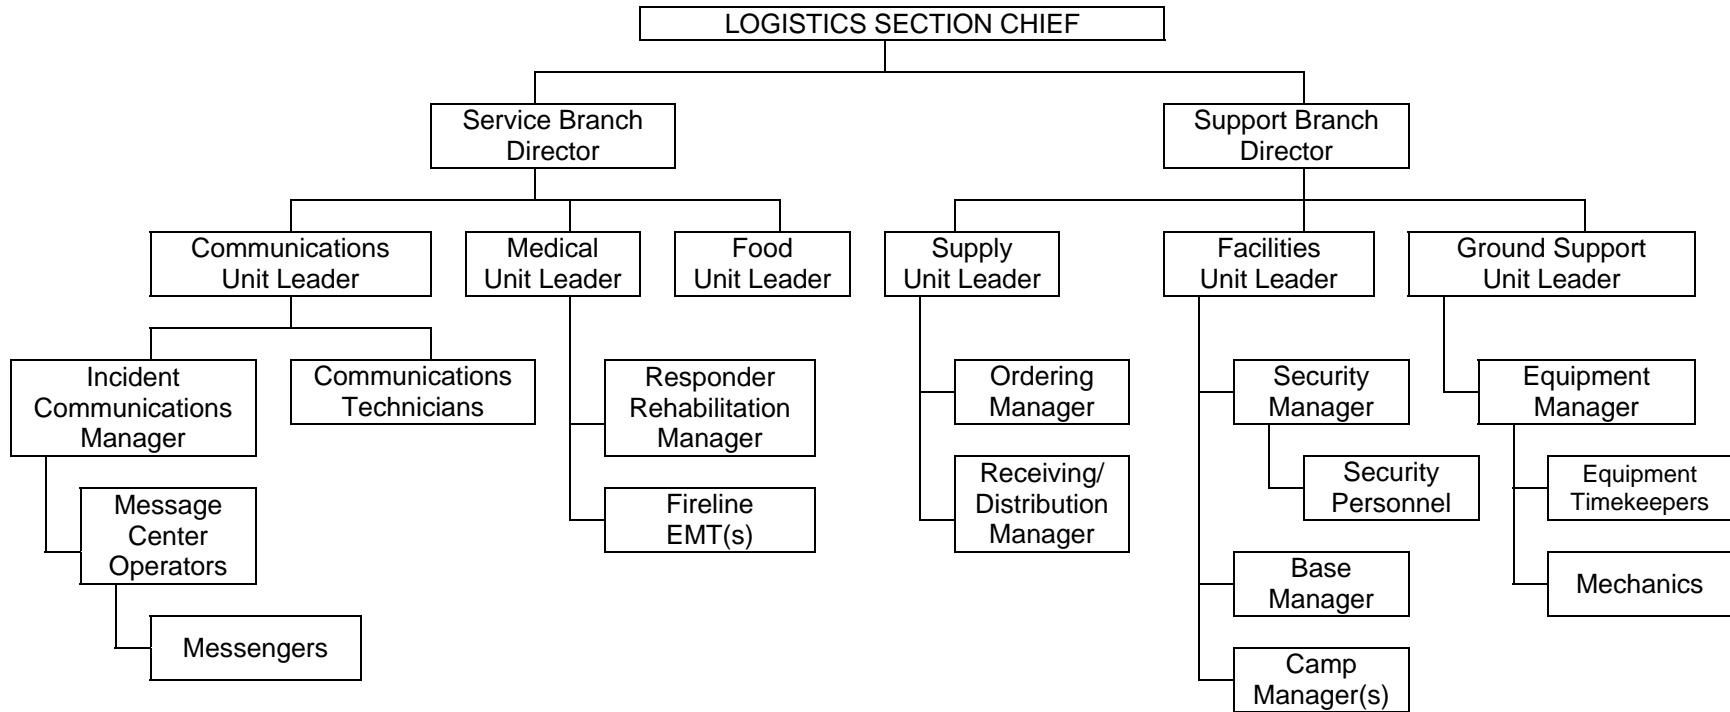 LOGISTICS SECTION CHIEF
Service Branch
Director
Support Branch
Director
Communications
Unit Leader
Medical
Unit Leader
Food
Unit Leader
Supply
Unit Leader
Facilities
Unit Leader
Ground Support
Unit Leader
Incident
Communications
Manager
Communications
Technicians
Responder
Rehabilitation
Manager
Ordering
Manager
Security
Manager
Equipment
Manager
Message
Center
Operators
Fireline
EMT(s)
Receiving/
Distribution
Manager
Security
Personnel
Equipment
Timekeepers
Messengers
Base
Manager
Mechanics
Camp
Manager(s)